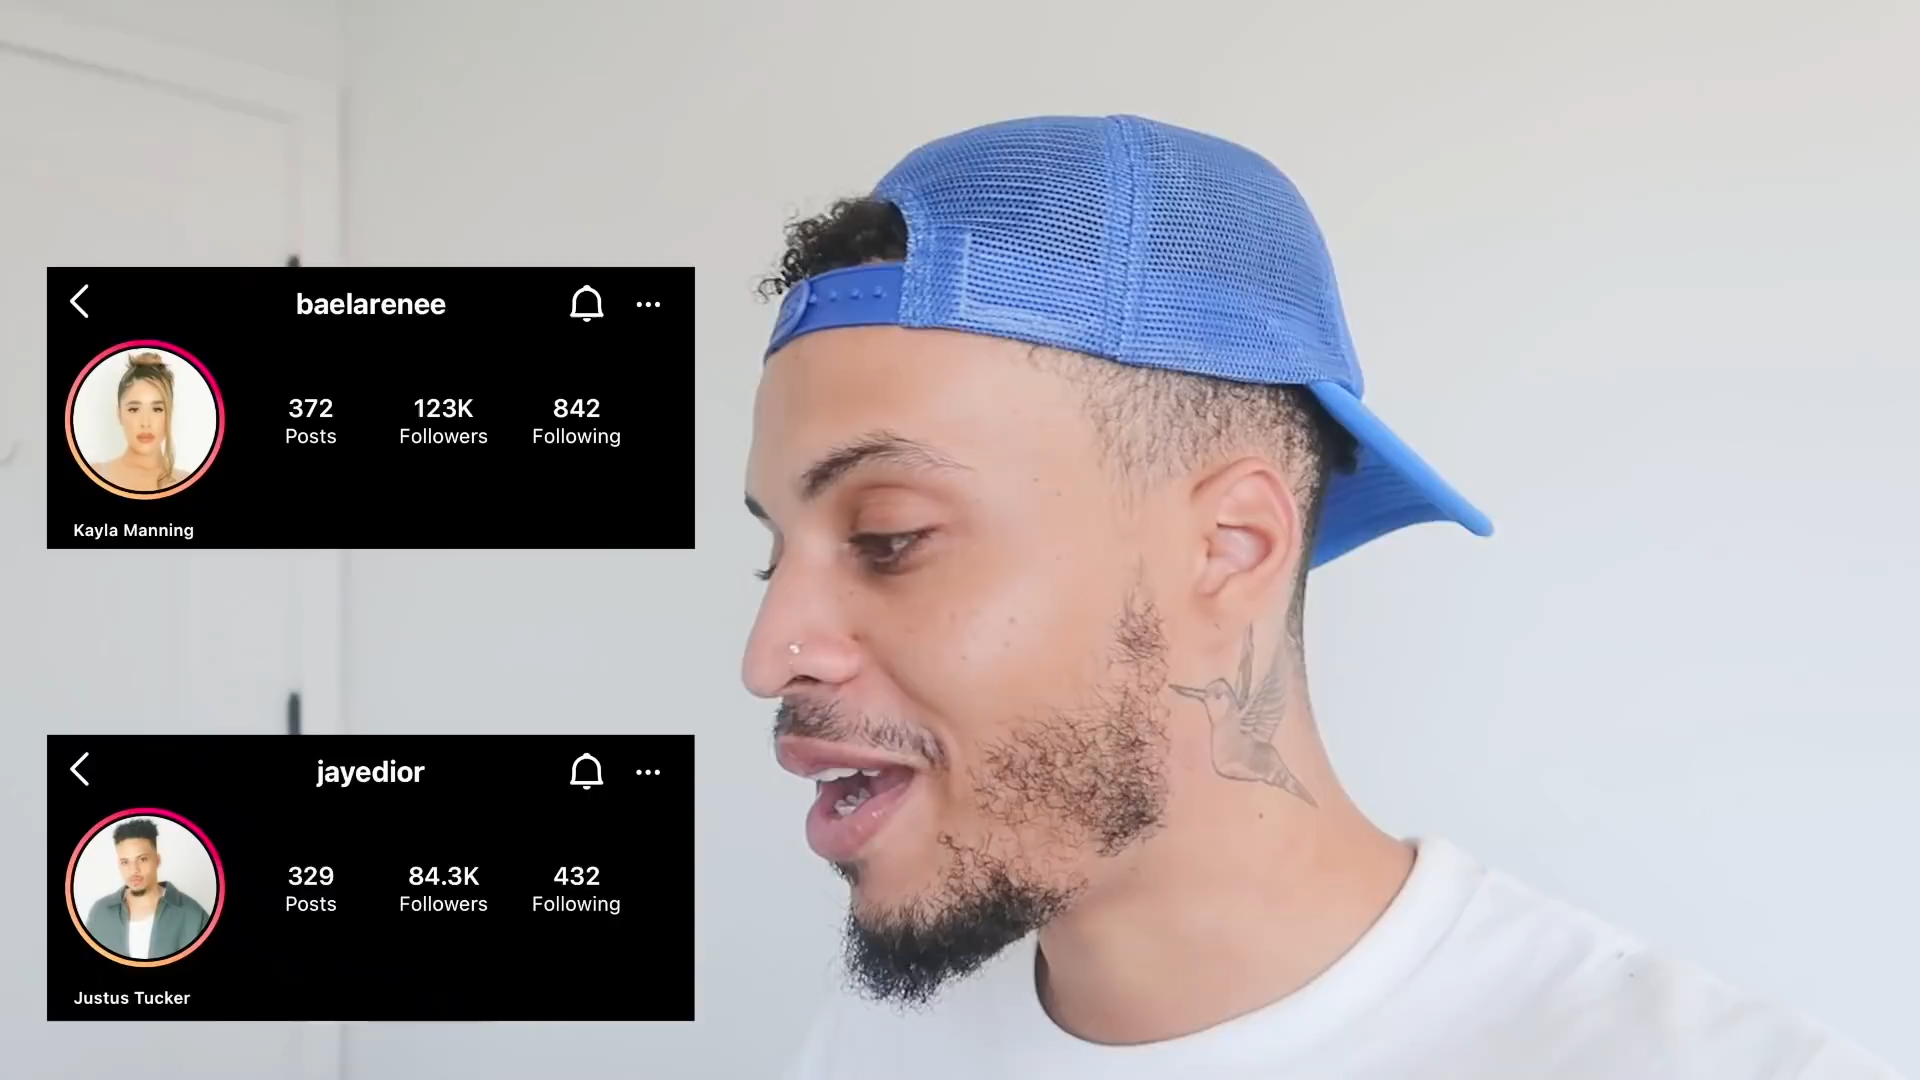 baelarenee
372 123K 842
Posts Followers Following
Kayla Manning
jayedior
329 84.3K 432
Posts Followers Following
Justus Tucker